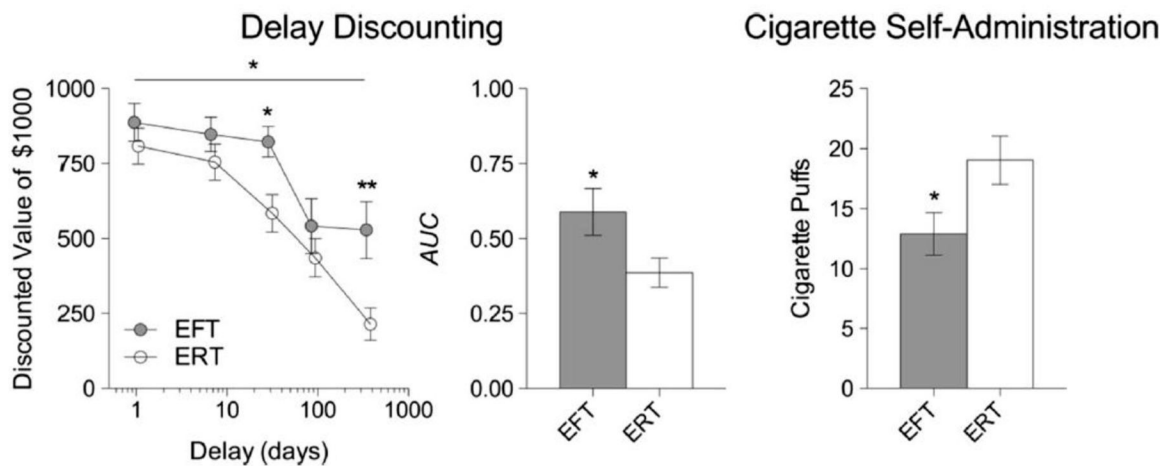 Delay Discounting
Cigarette Self-Administration
*
1000
750
500
250
0
*
**
EFT
ERT
1
10
100
1000
Discounted Value of $1000
Delay (days)
1.00
0.75
0.50
0.25
0.00
AUC
*
EFT
ERT
25
20
15
10
5
0
Cigarette Puffs
*
EFT
ERT